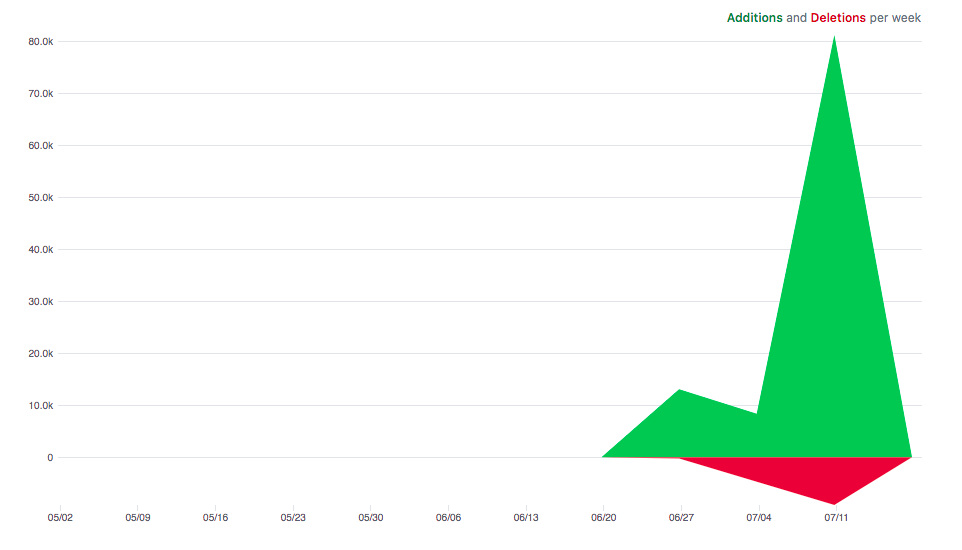 Additions and Deletions per week
80.0k
70.0k
60.0k
50.0k
40.0k
30.0k
20.0k
10.0k
0
05/02 05/09 05/16 05/23 05/30 06/06 06/13 06/20 06/27 07/04 07/11